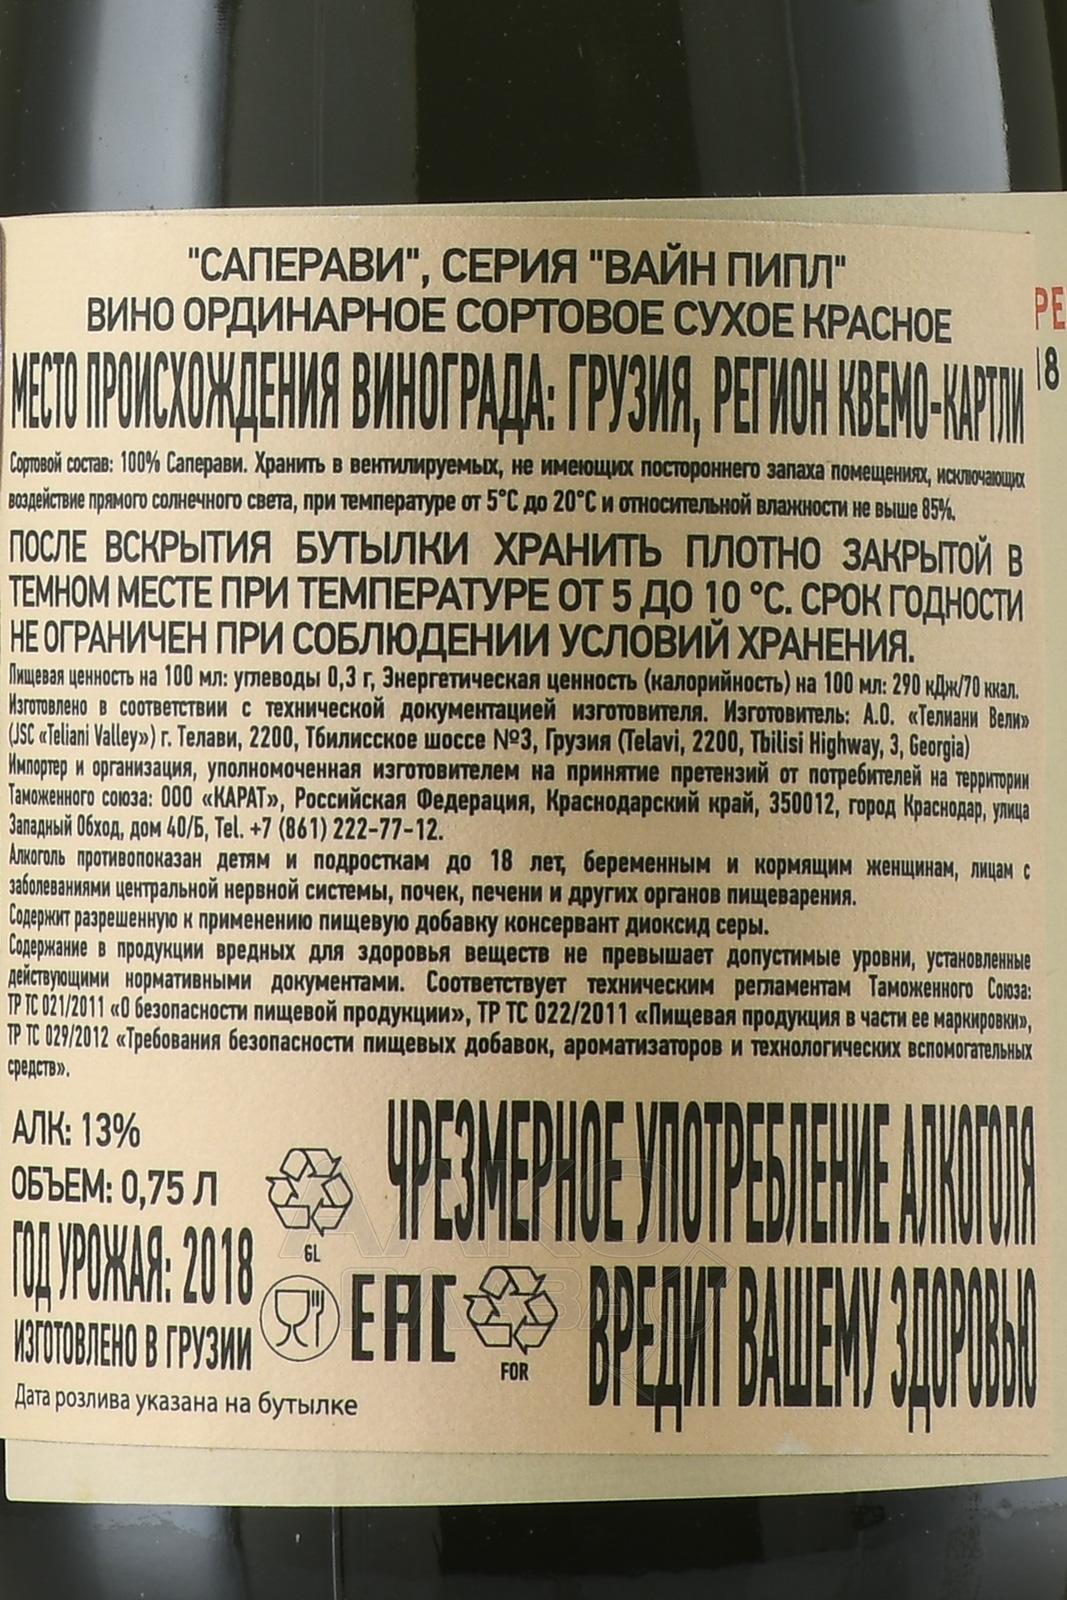 "САПЕРАВИ", СЕРИЯ "ВАЙН ПИПЛ"
ВИНО ОРДИНАРНОЕ СОРТОВОЕ СУХОЕ КРАСНОЕ
МЕСТО ПРОИСХОЖДЕНИЯ ВИНОГРАДА: ГРУЗИЯ, РЕГИОН КВЕМО-КАРТЛИ
Сортовой состав: 100% Саперави. Хранить в вентилируемых, не имеющих постороннего запаха помещениях, исключающих
воздействие прямого солнечного света, при температуре от 5°С до 20°С и относительной влажности не выше 85%.
ПОСЛЕ ВСКРЫТИЯ БУТЫЛКИ ХРАНИТЬ ПЛОТНО ЗАКРЫТОЙ В
ТЕМНОМ МЕСТЕ ПРИ ТЕМПЕРАТУРЕ ОТ 5 ДО 10 °С. СРОК ГОДНОСТИ
НЕ ОГРАНИЧЕН ПРИ СОБЛЮДЕНИИ УСЛОВИЙ ХРАНЕНИЯ.
Пищевая ценность на 100 мл: углеводы 0,3 г, Энергетическая ценность (калорийность) на 100 мл: 290 кДж/70 ккал.
Изготовлено в соответствии с технической документацией изготовителя. Изготовитель: А.О. «Телиани Вели»
(JSC «Teliani Valley») г. Телави, 2200, Тбилисское шоссе №3, Грузия (Telavi, 2200, Tbilisi Highway, 3, Georgia)
Импортер и организация, уполномоченная изготовителем на принятие претензий от потребителей на территории
Таможенного союза: ООО «КАРАТ», Российская Федерация, Краснодарский край, 350012, город Краснодар, улица
Западный Обход, дом 40/Б, Tel. +7 (861) 222-77-12.
Алкоголь противопоказан детям и подросткам до 18 лет, беременным и кормящим женщинам, лицам с
заболеваниями центральной нервной системы, почек, печени и других органов пищеварения.
Содержит разрешенную к применению пищевую добавку консервант диоксид серы.
Содержание в продукции вредных для здоровья веществ не превышает допустимые уровни, установленные
действующими нормативными документами. Соответствует техническим регламентам Таможенного Союза:
ТР ТС 021/2011 «О безопасности пищевой продукции», ТР ТС 022/2011 «Пищевая продукция в части ее маркировки»,
ТР ТС 029/2012 «Требования безопасности пищевых добавок, ароматизаторов и технологических вспомогательных
средств».
АЛК: 13%
ОБЪЕМ: 0,75 Л
ГОД УРОЖАЯ: 2018
ИЗГОТОВЛЕНО В ГРУЗИИ
Дата розлива указана на бутылке
GL
EAC
FOR
ЧРЕЗМЕРНОЕ УПОТРЕБЛЕНИЕ АЛКОГОЛЯ
ВРЕДИТ ВАШЕМУ ЗДОРОВЬЮ